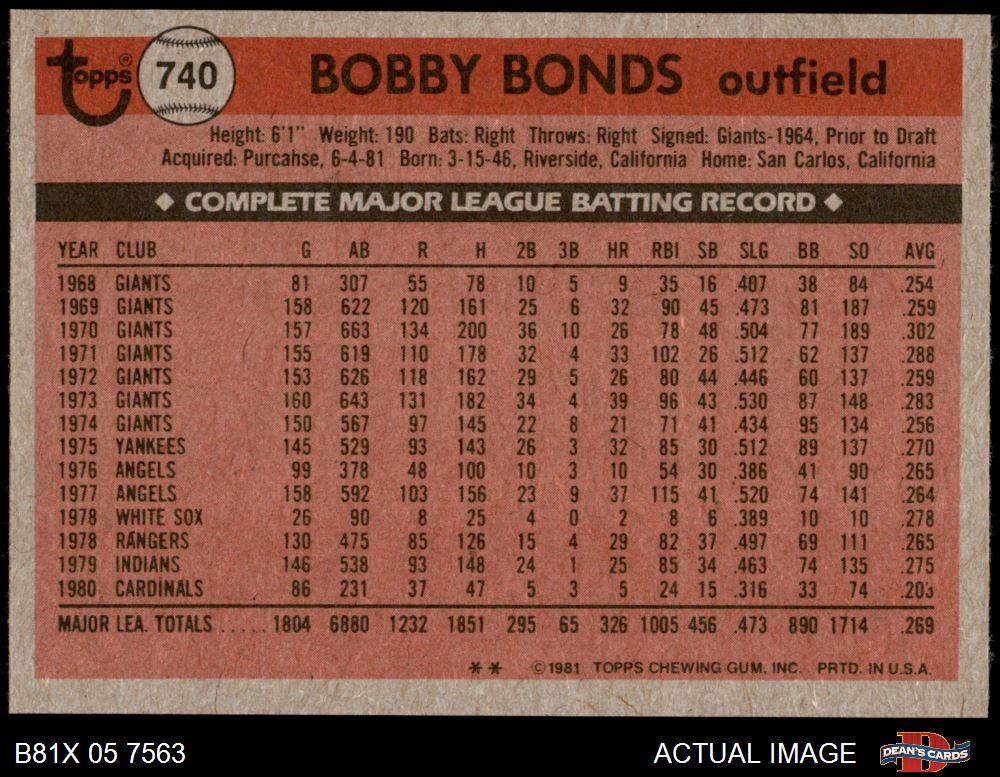 Topps® 740 BOBBY BONDS outfield
Height: 6'1" Weight: 190 Bats: Right Throws: Right Signed: Giants-1964, Prior to Draft
Acquired: Purcahse, 6-4-81 Born: 3-15-46, Riverside, California Home: San Carlos, California
◆ COMPLETE MAJOR LEAGUE BATTING RECORD ◆
YEAR CLUB G AB R H 2B 3B HR RBI SB SLG BB SO AVG
1968 GIANTS 81 307 55 78 10 5 9 35 16 .407 38 84 .254
1969 GIANTS 158 622 120 161 25 6 32 90 45 .473 81 187 .259
1970 GIANTS 157 663 134 200 36 10 26 78 48 .504 77 189 .302
1971 GIANTS 155 619 110 178 32 4 33 102 26 .512 62 137 .288
1972 GIANTS 153 626 118 162 29 5 26 80 44 .446 60 137 .259
1973 GIANTS 160 643 131 182 34 4 39 96 43 .530 87 148 .283
1974 GIANTS 150 567 97 145 22 8 21 71 41 .434 95 134 .256
1975 YANKEES 145 529 93 143 26 3 32 85 30 .512 89 137 .270
1976 ANGELS 99 378 48 100 10 3 10 54 30 .386 41 90 .265
1977 ANGELS 158 592 103 156 23 9 37 115 41 .520 74 141 .264
1978 WHITE SOX 26 90 8 25 4 0 2 8 6 .389 10 10 .278
1978 RANGERS 130 475 85 126 15 4 29 82 37 .497 69 111 .265
1979 INDIANS 146 538 93 148 24 1 25 85 34 .463 74 135 .275
1980 CARDINALS 86 231 37 47 5 3 5 24 15 .316 33 74 .203
MAJOR LEA. TOTALS ..... 1804 6880 1232 1851 295 65 326 1005 456 .473 890 1714 .269
** ©1981 TOPPS CHEWING GUM, INC. PRTD. IN U.S.A.
B81X 05 7563 ACTUAL IMAGE DEAN'S CARDS